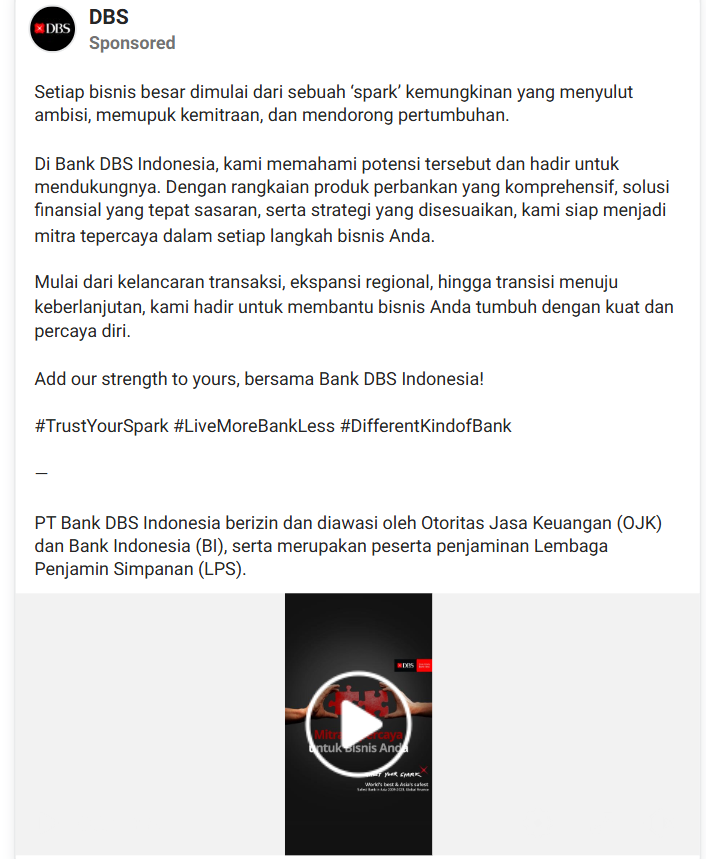 DBS
DBS
Sponsored
Setiap bisnis besar dimulai dari sebuah ‘spark’ kemungkinan yang menyulut
ambisi, memupuk kemitraan, dan mendorong pertumbuhan.
Di Bank DBS Indonesia, kami memahami potensi tersebut dan hadir untuk
mendukungnya. Dengan rangkaian produk perbankan yang komprehensif, solusi
finansial yang tepat sasaran, serta strategi yang disesuaikan, kami siap menjadi
mitra tepercaya dalam setiap langkah bisnis Anda.
Mulai dari kelancaran transaksi, ekspansi regional, hingga transisi menuju
keberlanjutan, kami hadir untuk membantu bisnis Anda tumbuh dengan kuat dan
percaya diri.
Add our strength to yours, bersama Bank DBS Indonesia!
#TrustYourSpark #LiveMoreBankLess #DifferentKindofBank
—
PT Bank DBS Indonesia berizin dan diawasi oleh Otoritas Jasa Keuangan (OJK)
dan Bank Indonesia (BI), serta merupakan peserta penjaminan Lembaga
Penjamin Simpanan (LPS).
DBS
untuk Bisnis Anda
YOUR SPARK
World's best & Asia's safest